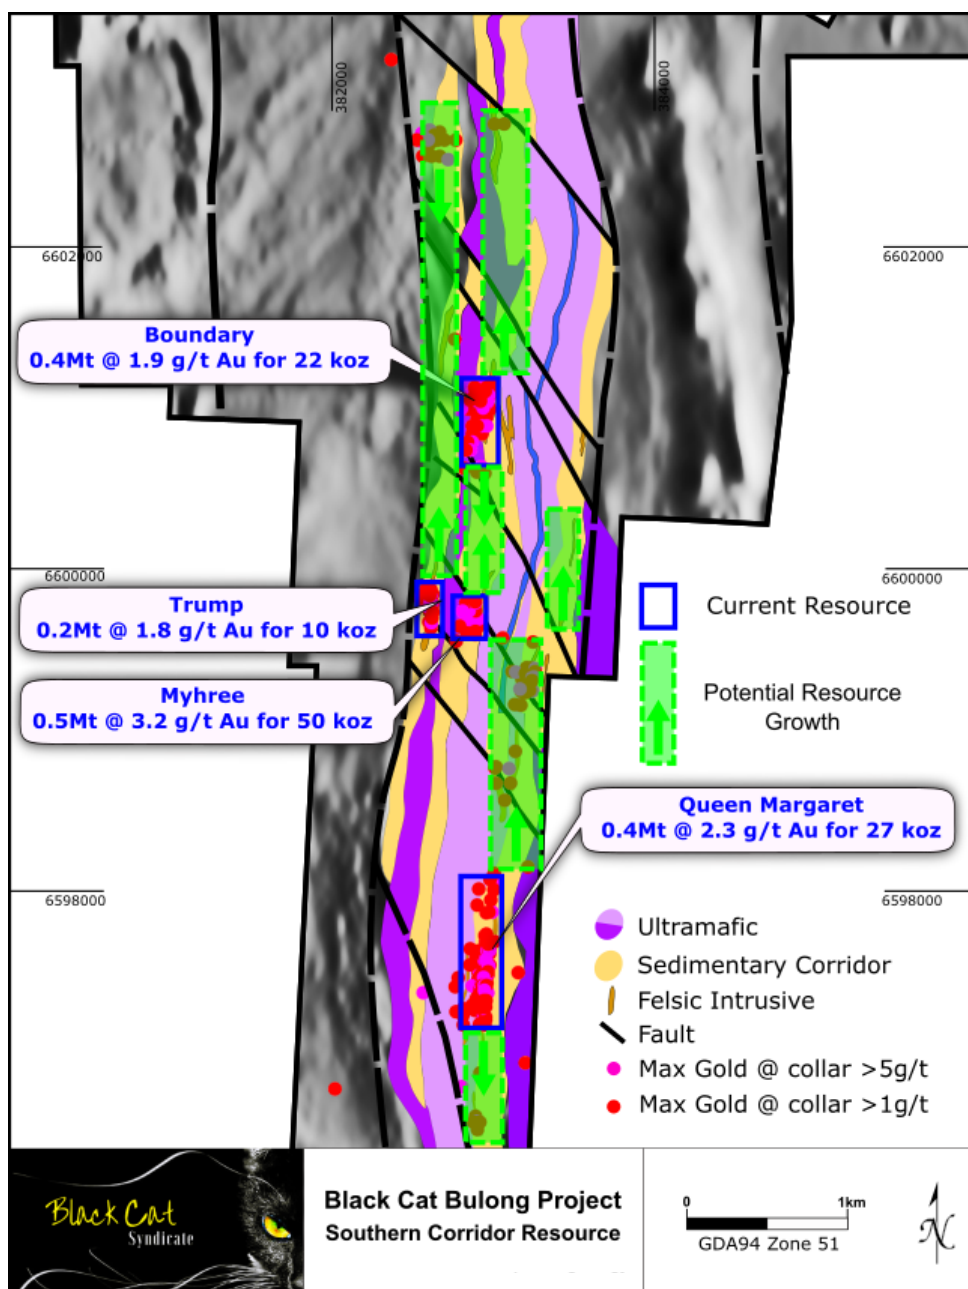 382000
384000
6602000
6602000
Boundary
0.4Mt @ 1.9 g/t Au for 22 koz
6600000
6600000
Trump
0.2Mt @ 1.8 g/t Au for 10 koz
Myhree
0.5Mt @ 3.2 g/t Au for 50 koz
Current Resource
Potential Resource
Growth
Queen Margaret
0.4Mt @ 2.3 g/t Au for 27 koz
6598000
6598000
Ultramafic
Sedimentary Corridor
Felsic Intrusive
Fault
Max Gold @ collar >5g/t
Max Gold @ collar >1g/t
Black Cat
Syndicate
Black Cat Bulong Project
Southern Corridor Resource
0 1km
GDA94 Zone 51
N